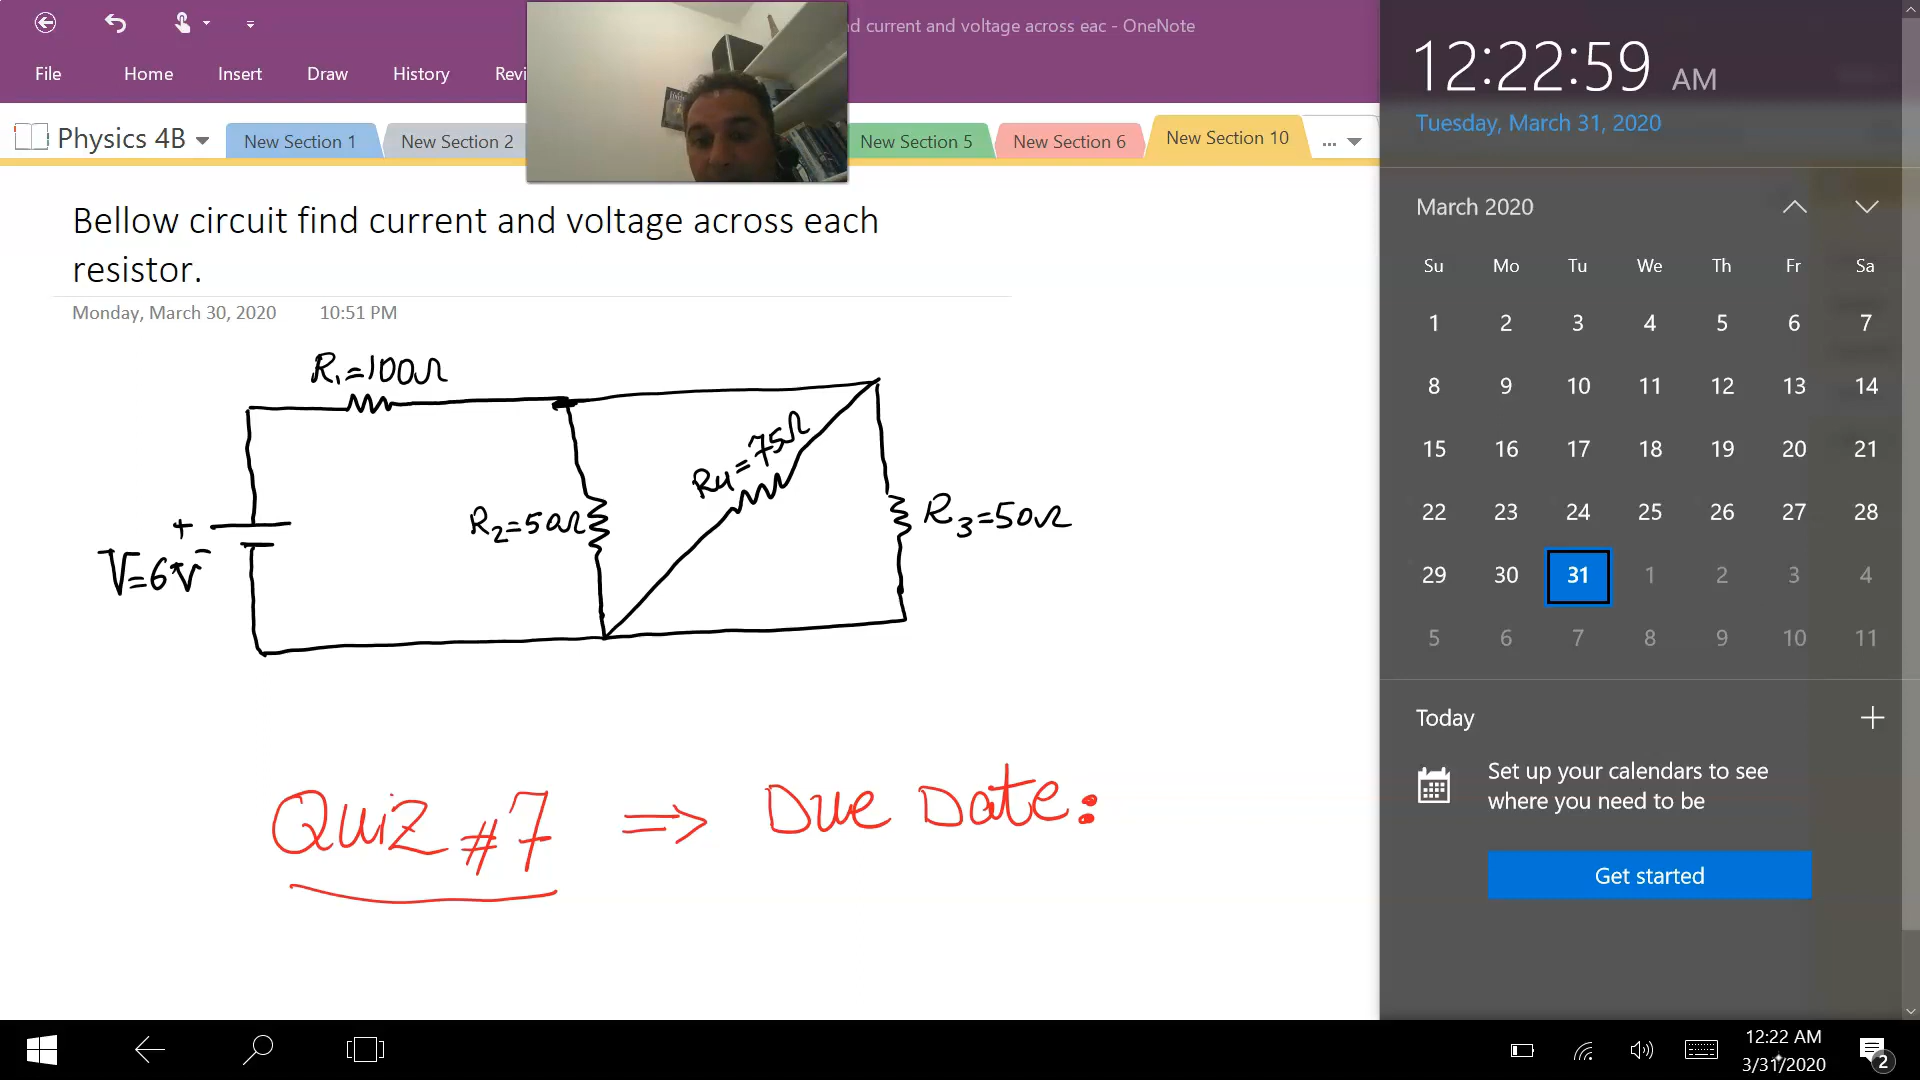 nd current and voltage across eac - OneNote
File Home Insert Draw History Revi
Physics 4B New Section 1 New Section 2 New Section 5 New Section 6 New Section 10 ...
Bellow circuit find current and voltage across each
resistor.
Monday, March 30, 2020 10:51 PM
R1=100Ω
R4=75Ω
R2=50Ω
R3=50Ω
+
-
V=6V
Quiz #7 => Due Date:
12:22:59 AM
Tuesday, March 31, 2020
March 2020
Su Mo Tu We Th Fr Sa
1 2 3 4 5 6 7
8 9 10 11 12 13 14
15 16 17 18 19 20 21
22 23 24 25 26 27 28
29 30 31 1 2 3 4
5 6 7 8 9 10 11
Today
Set up your calendars to see
where you need to be
Get started
12:22 AM
3/31/2020
2